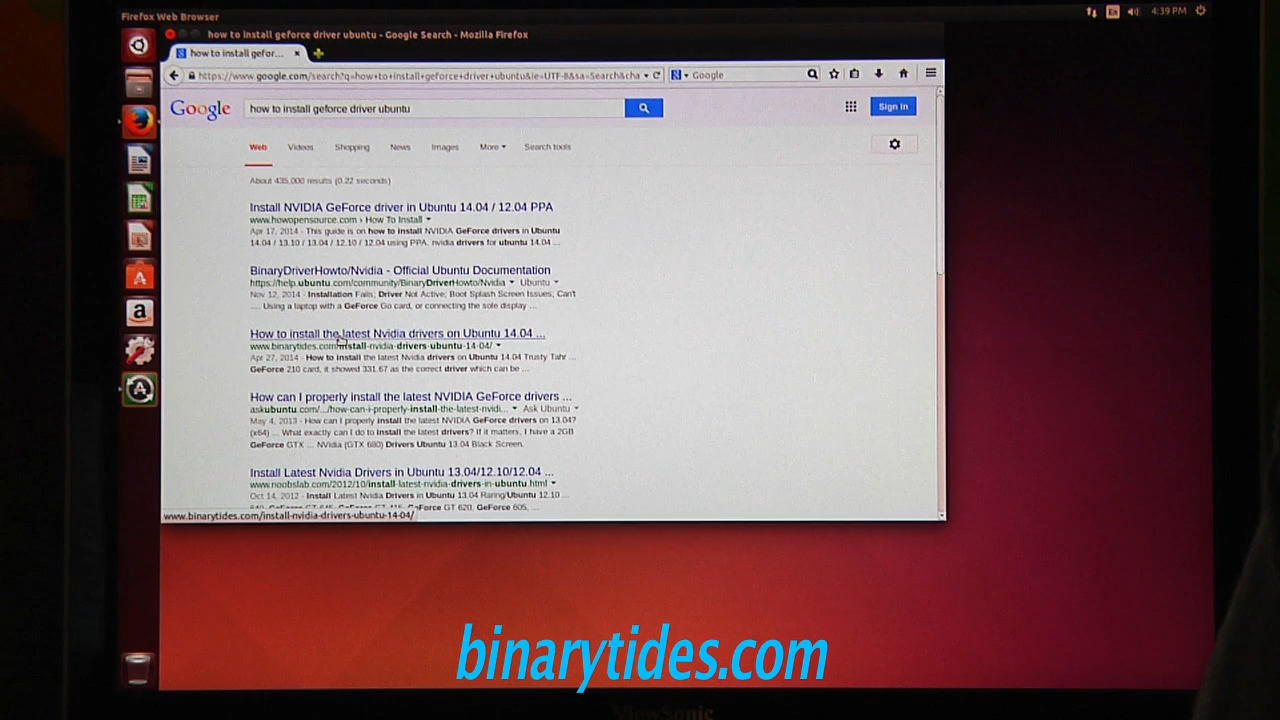 Firefox Web Browser
En
4:39 PM
how to install geforce driver ubuntu - Google Search - Mozilla Firefox
how to install gefor... ×
https://www.google.com/search?q=how+to+install+geforce+driver+ubuntu&ie=UTF-8&sa=Search&cha
Google
Google
how to install geforce driver ubuntu
Sign in
Web Videos Shopping News Images More Search tools
About 435,000 results (0.22 seconds)
Install NVIDIA GeForce driver in Ubuntu 14.04 / 12.04 PPA
www.howopensource.com › How To Install
Apr 17, 2014 - This guide is on how to install NVIDIA GeForce drivers in Ubuntu
14.04 / 13.10 / 13.04 / 12.10 / 12.04 using PPA. nvidia drivers for ubuntu 14.04 ...
BinaryDriverHowto/Nvidia - Official Ubuntu Documentation
https://help.ubuntu.com/community/BinaryDriverHowto/Nvidia Ubuntu
Nov 12, 2014 - Installation Fails; Driver Not Active; Boot Splash Screen Issues; Can't
.... Using a laptop with a GeForce Go card, or connecting the sole display ...
How to install the latest Nvidia drivers on Ubuntu 14.04 ...
www.binarytides.com/install-nvidia-drivers-ubuntu-14-04/
Apr 27, 2014 - How to Install the latest Nvidia drivers on Ubuntu 14.04 Trusty Tahr ...
GeForce 210 card, it showed 331.67 as the correct driver which can be ...
How can I properly install the latest NVIDIA GeForce drivers ...
askubuntu.com/.../how-can-i-properly-install-the-latest-nvidi... Ask Ubuntu
May 4, 2013 - How can I properly install the latest NVIDIA GeForce drivers on 13.04?
(x64) ... What exactly can I do to install the latest drivers? If it matters, I have a 2GB
GeForce GTX ... NVidia (GTX 680) Drivers Ubuntu 13.04 Black Screen.
Install Latest Nvidia Drivers in Ubuntu 13.04/12.10/12.04 ...
www.noobslab.com/2012/10/install-latest-nvidia-drivers-in-ubuntu.html
Oct 14, 2012 - Install Latest Nvidia Drivers in Ubuntu 13.04 Raring/Ubuntu 12.10 ...
GeForce GT 620, GeForce 605, ...
www.binarytides.com/install-nvidia-drivers-ubuntu-14-04/
binarytides.com
ViewSonic